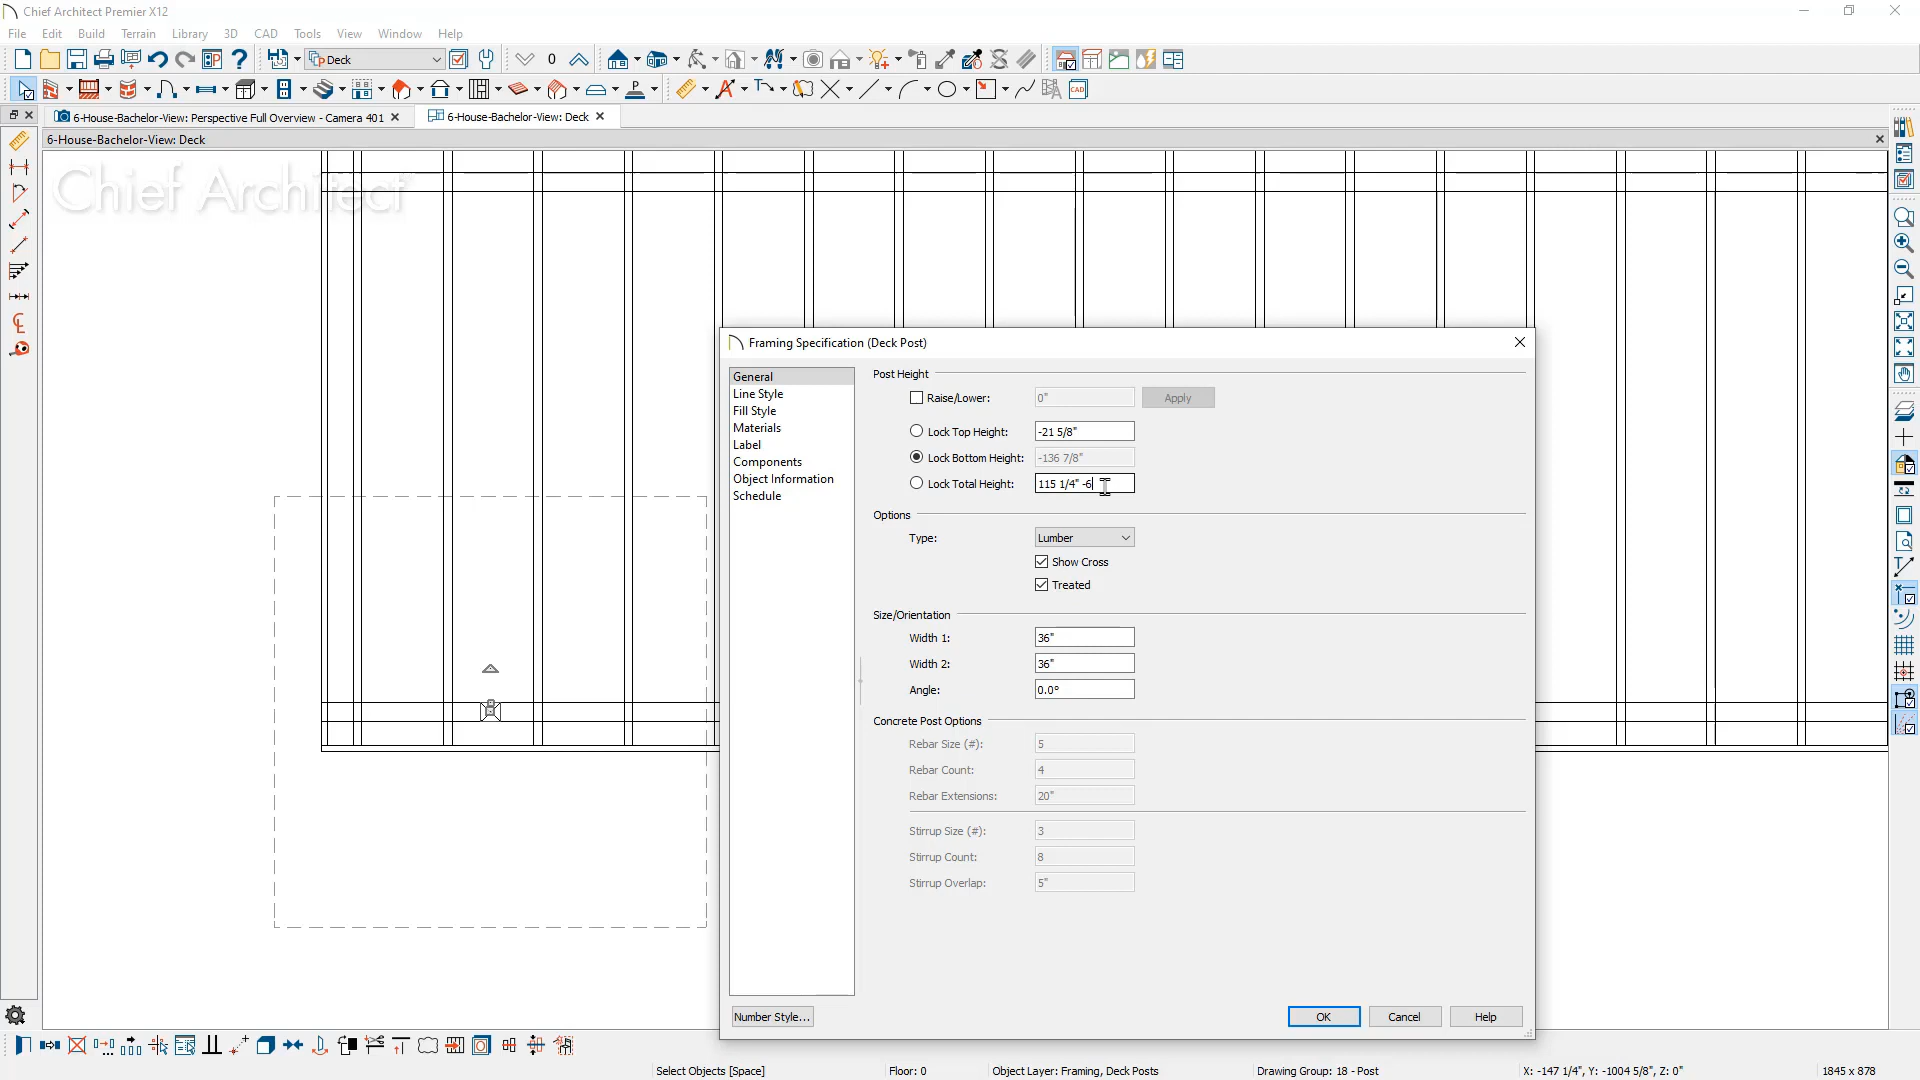 Chief Architect Premier X12
File Edit Build Terrain Library 3D CAD Tools View Window Help
Deck 0
P CAD
6-House-Bachelor-View: Perspective Full Overview - Camera 401
6-House-Bachelor-View: Deck
6-House-Bachelor-View: Deck
Chief Architect
Framing Specification (Deck Post)
General
Line Style
Fill Style
Materials
Label
Components
Object Information
Schedule
Post Height
Raise/Lower: 0" Apply
Lock Top Height: -21 5/8"
Lock Bottom Height: -136 7/8"
Lock Total Height: 115 1/4" -6
Options
Type: Lumber
Show Cross
Treated
Size/Orientation
Width 1: 36"
Width 2: 36"
Angle: 0.0°
Concrete Post Options
Rebar Size (#): 5
Rebar Count: 4
Rebar Extensions: 20"
Stirrup Size (#): 3
Stirrup Count: 8
Stirrup Overlap: 5"
Number Style... OK Cancel Help
Select Objects [Space] Floor: 0 Object Layer: Framing, Deck Posts Drawing Group: 18 - Post X: -147 1/4", Y: -1004 5/8", Z: 0" 1845 x 878